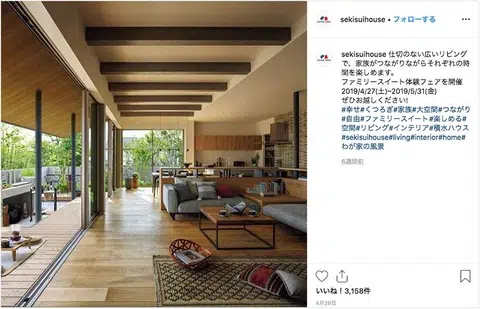 sekisuihouse • フォローする
sekisuihouse 仕切のない広いリビング
で、家族がつながりながらそれぞれの時
間を楽しめます。
ファミリースイート体験フェアを開催
2019/4/27(土)~2019/5/31(金)
ぜひお越しください!
#幸せ#くつろぎ#家族#大空間#つながり
#自由#ファミリースイート#楽しめる#
空間#リビング#インテリア#積水ハウス
#sekisuihouse#living#interior#home#
わが家の風景
6週間前
いいね!3,158件
4月28日